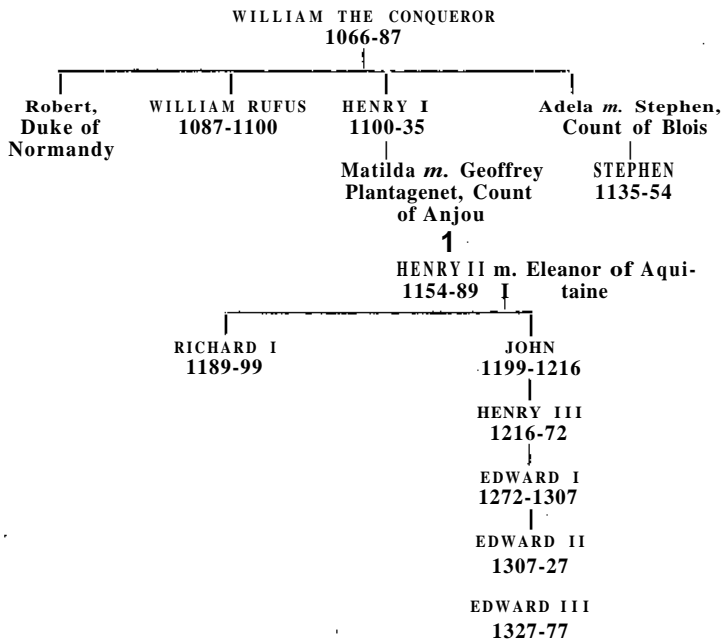 WILLIAM THE CONQUEROR
1066-87
Robert,
Duke of
Normandy
WILLIAM RUFUS
1087-1100
HENRY I
1100-35
Adela m. Stephen,
Count of Blois
Matilda m. Geoffrey
Plantagenet, Count
of Anjou
STEPHEN
1135-54
1
HENRY II m. Eleanor of Aqui-
1154-89 I taine
RICHARD I
1189-99
JOHN
1199-1216
HENRY III
1216-72
EDWARD I
1272-1307
EDWARD II
1307-27
EDWARD III
1327-77